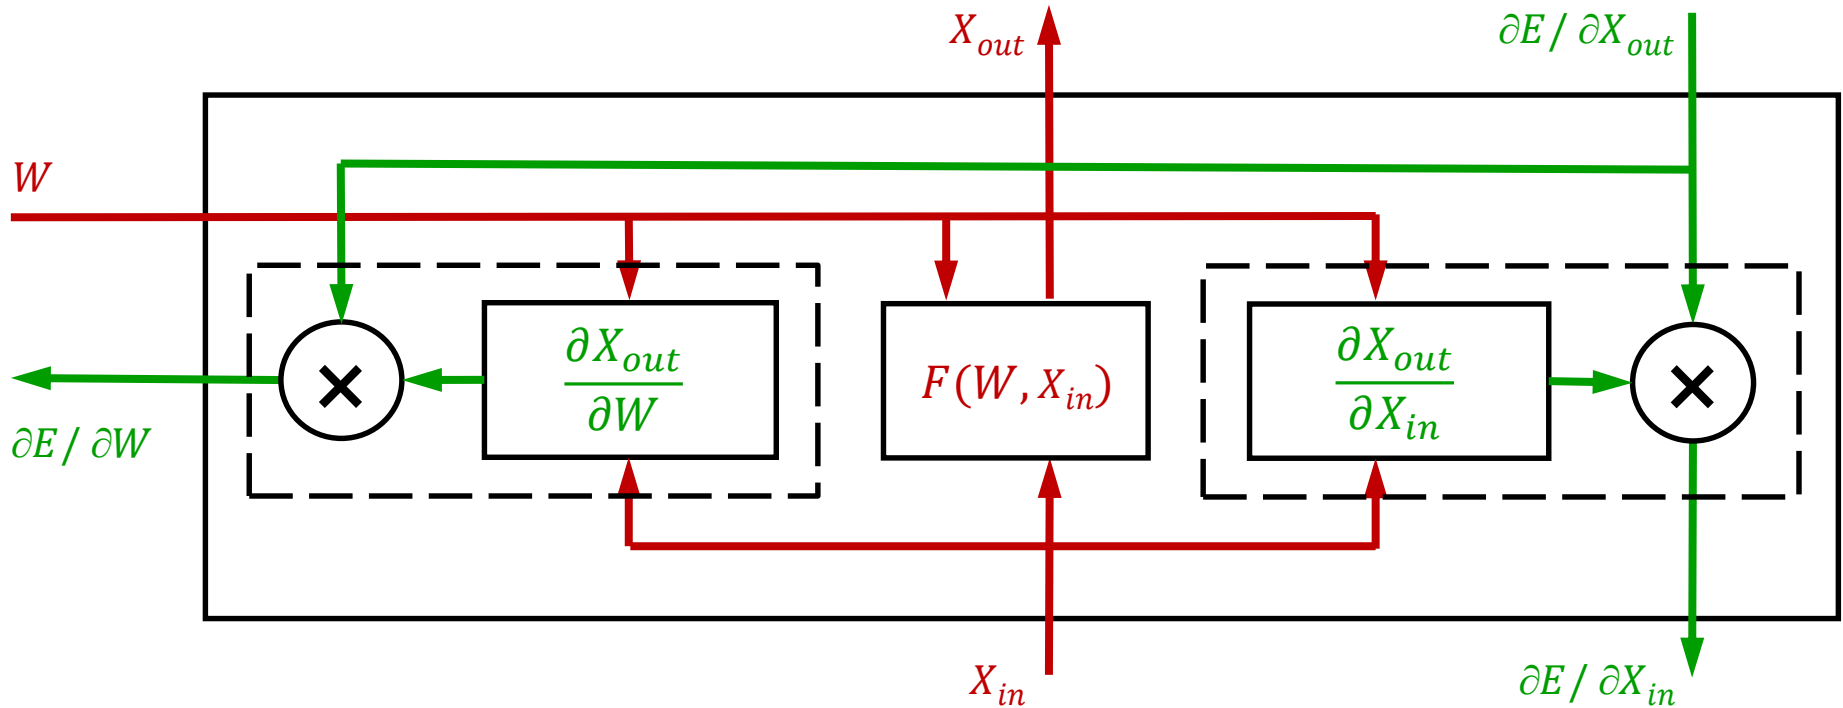 X_out
∂E / ∂X_out
W
∂X_out / ∂W
F(W, X_in)
∂X_out / ∂X_in
×
×
∂E / ∂W
X_in
∂E / ∂X_in